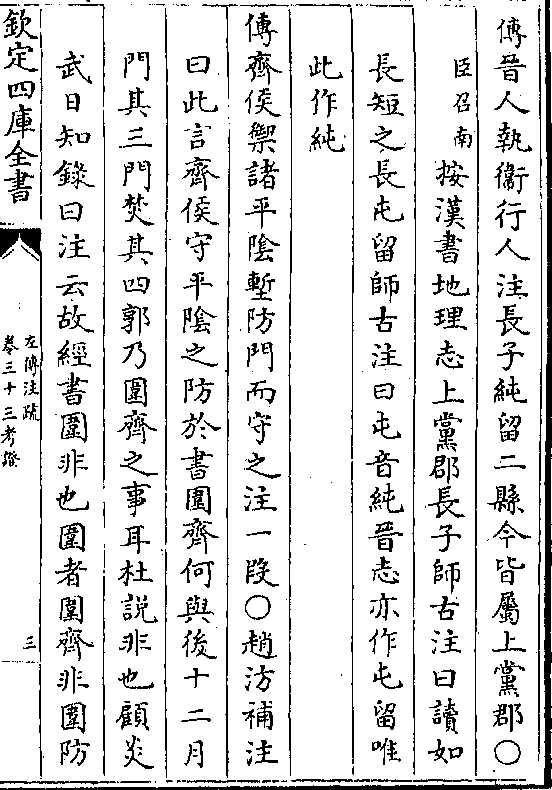 傳晉人執衞行人注長子純留二縣今皆屬上黨郡〇
臣召南按漢書地理志上黨郡長子師古注曰讀如
長短之長屯留師古注曰屯音純晉志亦作屯留唯
此作純
傳齊侯禦諸平隂塹防門而守之注一段〇趙汸補注
曰此言齊侯守平隂之防於書圍齊何與後十二月
門其三門焚其四郭乃圍齊之事耳杜說非也顧炎
武日知錄曰注云故經書圍非也圍者圍齊非圍防
欽定四庫全書
左傳注疏
卷三十三考證
三